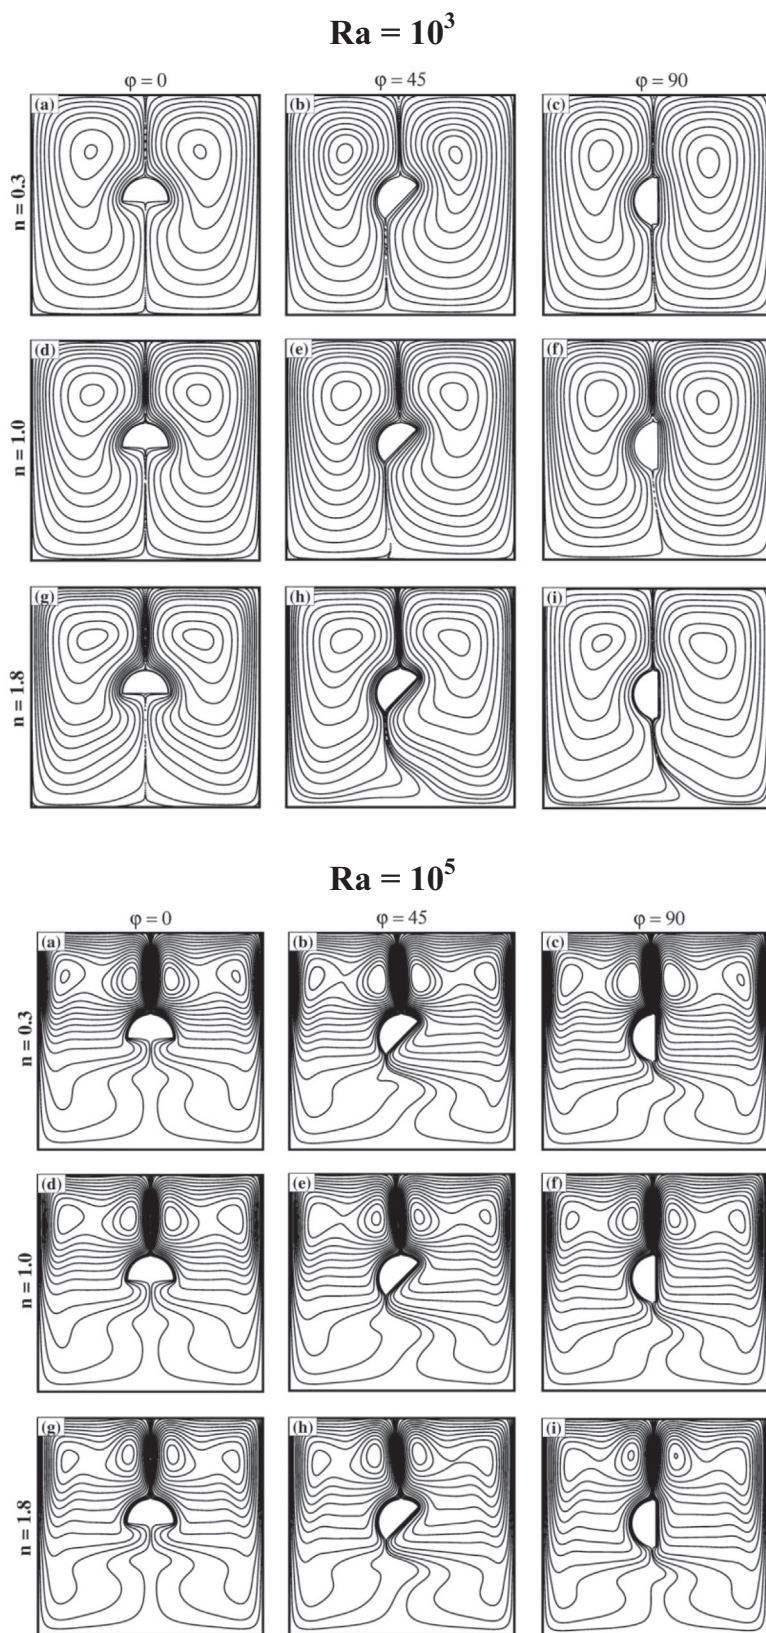 Ra = 10³
φ = 0 φ = 45 φ = 90
(a) (b) (c)
n = 0.3
(d) (e) (f)
n = 1.0
(g) (h) (i)
n = 1.8
Ra = 10⁵
φ = 0 φ = 45 φ = 90
(a) (b) (c)
n = 0.3
(d) (e) (f)
n = 1.0
(g) (h) (i)
n = 1.8